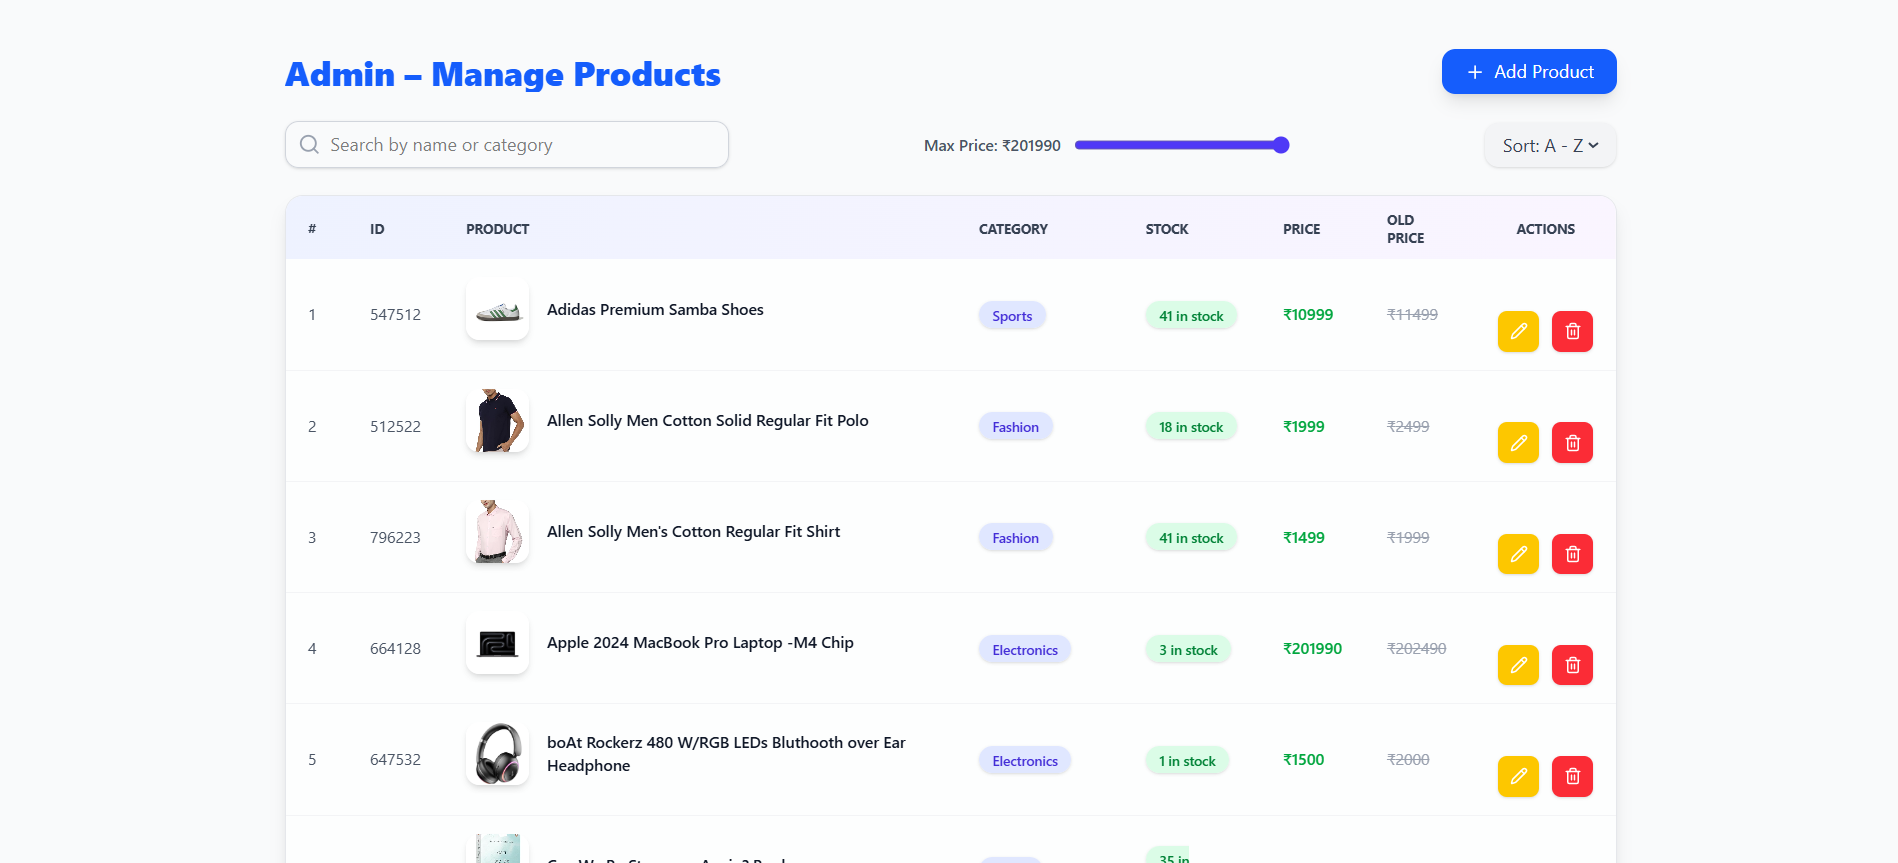 Admin – Manage Products
+ Add Product
Search by name or category
Max Price: ₹201990
Sort: A - Z
# ID PRODUCT CATEGORY STOCK PRICE OLD PRICE ACTIONS
1 547512 Adidas Premium Samba Shoes Sports 41 in stock ₹10999 ₹11499
2 512522 Allen Solly Men Cotton Solid Regular Fit Polo Fashion 18 in stock ₹1999 ₹2499
3 796223 Allen Solly Men's Cotton Regular Fit Shirt Fashion 41 in stock ₹1499 ₹1999
4 664128 Apple 2024 MacBook Pro Laptop -M4 Chip Electronics 3 in stock ₹201990 ₹202490
5 647532 boAt Rockerz 480 W/RGB LEDs Bluthooth over Ear Headphone Electronics 1 in stock ₹1500 ₹2000
35 in